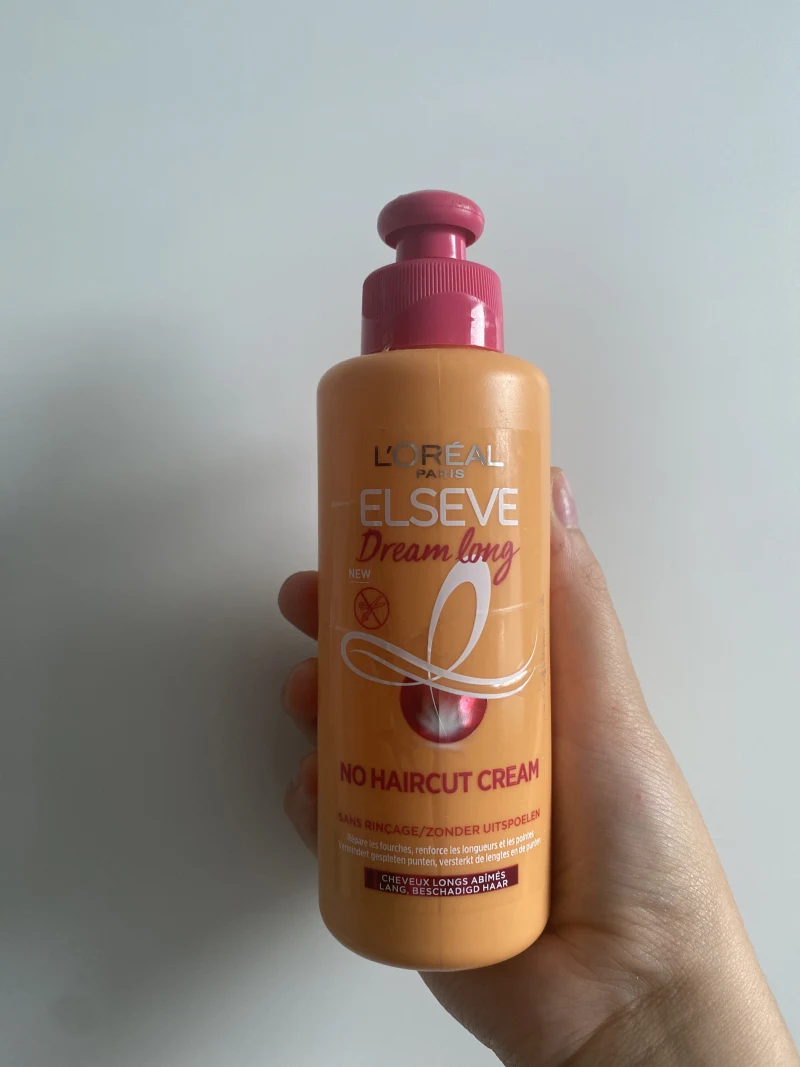 L'ORÉAL
PARIS
ELSEVE
Dream long
NEW
NO HAIRCUT CREAM
SANS RINÇAGE/ZONDER UITSPOELEN
Répare les fourches, renforce les longueurs et les pointes
Vermindert gespleten punten, versterkt de lengtes en de punten
CHEVEUX LONGS ABÎMÉS
LANG, BESCHADIGD HAAR